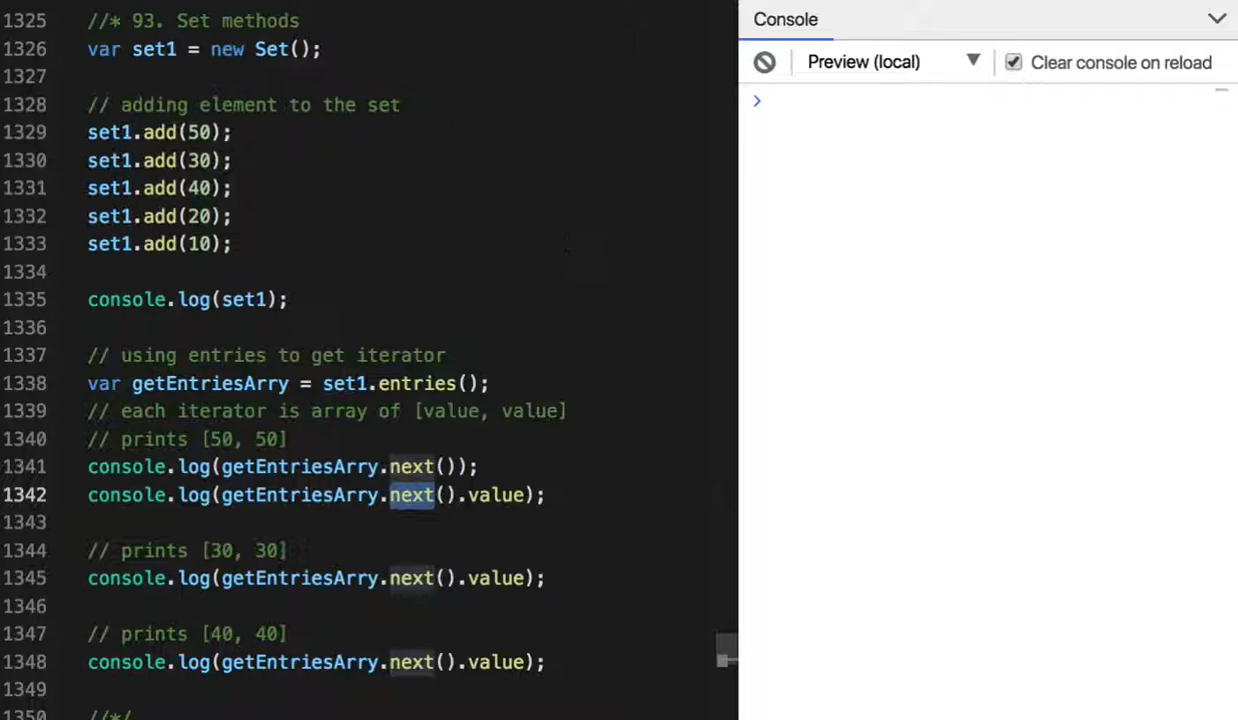 1325 //* 93. Set methods
1326 var set1 = new Set();
1327
1328 // adding element to the set
1329 set1.add(50);
1330 set1.add(30);
1331 set1.add(40);
1332 set1.add(20);
1333 set1.add(10);
1334
1335 console.log(set1);
1336
1337 // using entries to get iterator
1338 var getEntriesArry = set1.entries();
1339 // each iterator is array of [value, value]
1340 // prints [50, 50]
1341 console.log(getEntriesArry.next());
1342 console.log(getEntriesArry.next().value);
1343
1344 // prints [30, 30]
1345 console.log(getEntriesArry.next().value);
1346
1347 // prints [40, 40]
1348 console.log(getEntriesArry.next().value);
1349
1350 //*/
Console
Preview (local) ▼ Clear console on reload
>